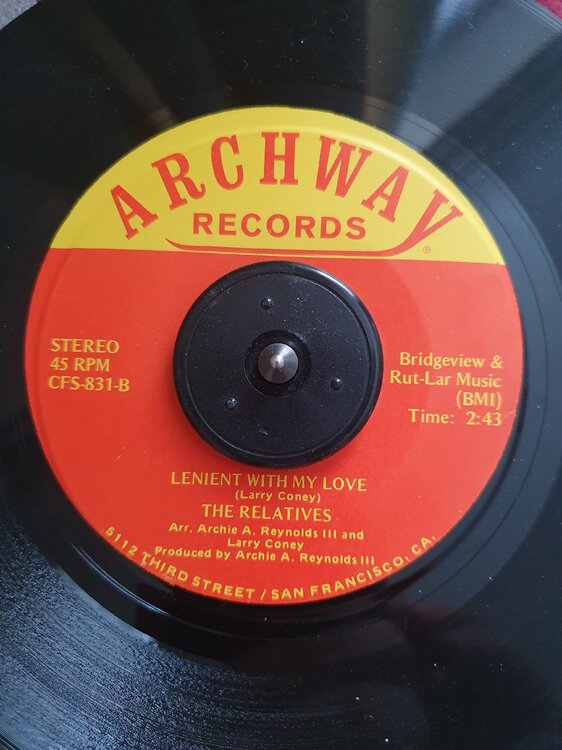 ARCHWAY
RECORDS
®
STEREO
45 RPM
CFS-831-B
Bridgeview &
Rut-Lar Music
(BMI)
Time: 2:43
LENIENT WITH MY LOVE
(Larry Coney)
THE RELATIVES
Arr. Archie A. Reynolds III and
Larry Coney
Produced by Archie A. Reynolds III
5112 THIRD STREET / SAN FRANCISCO, CA.